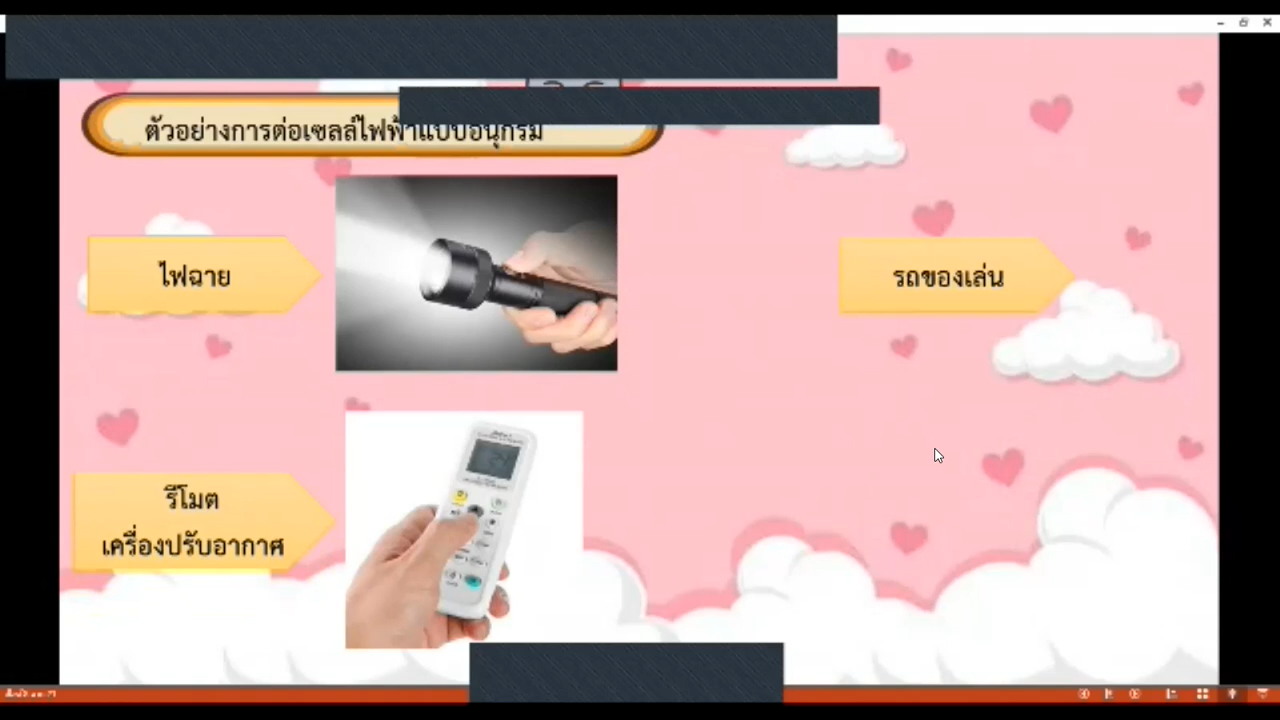 ตัวอย่างการต่อเซลล์ไฟฟ้าแบบอนุกรม
ไฟฉาย
รถของเล่น
รีโมต
เครื่องปรับอากาศ